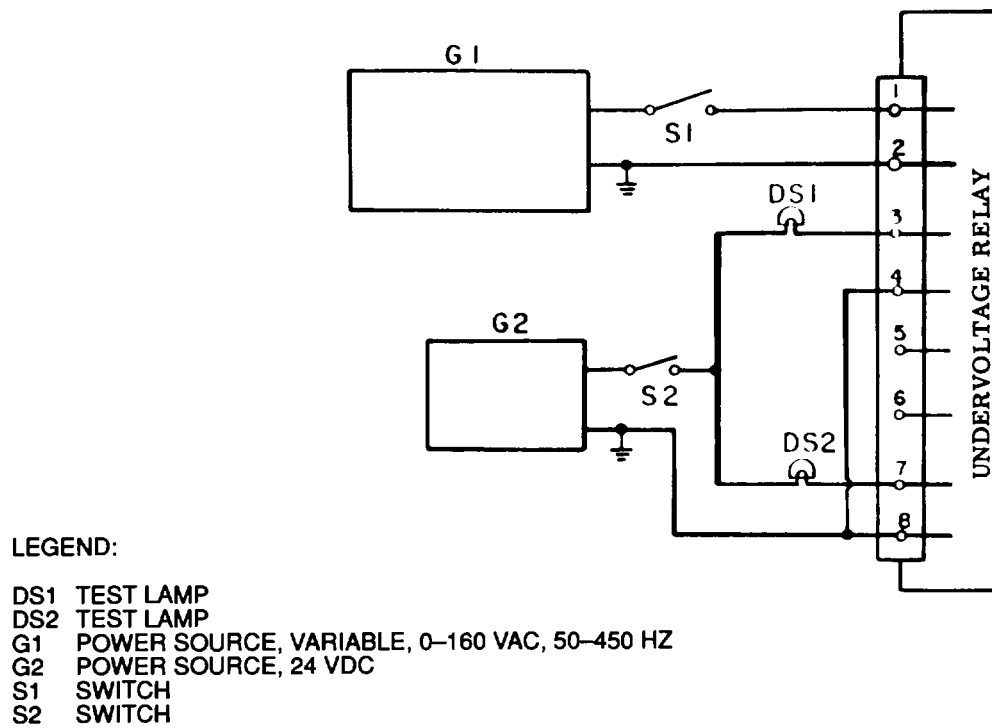 G1
S1
1
2
DS1
3
4
G2
5
S2
6
DS2
7
8
UNDERVOLTAGE RELAY
LEGEND:
DS1 TEST LAMP
DS2 TEST LAMP
G1 POWER SOURCE, VARIABLE, 0–160 VAC, 50–450 HZ
G2 POWER SOURCE, 24 VDC
S1 SWITCH
S2 SWITCH